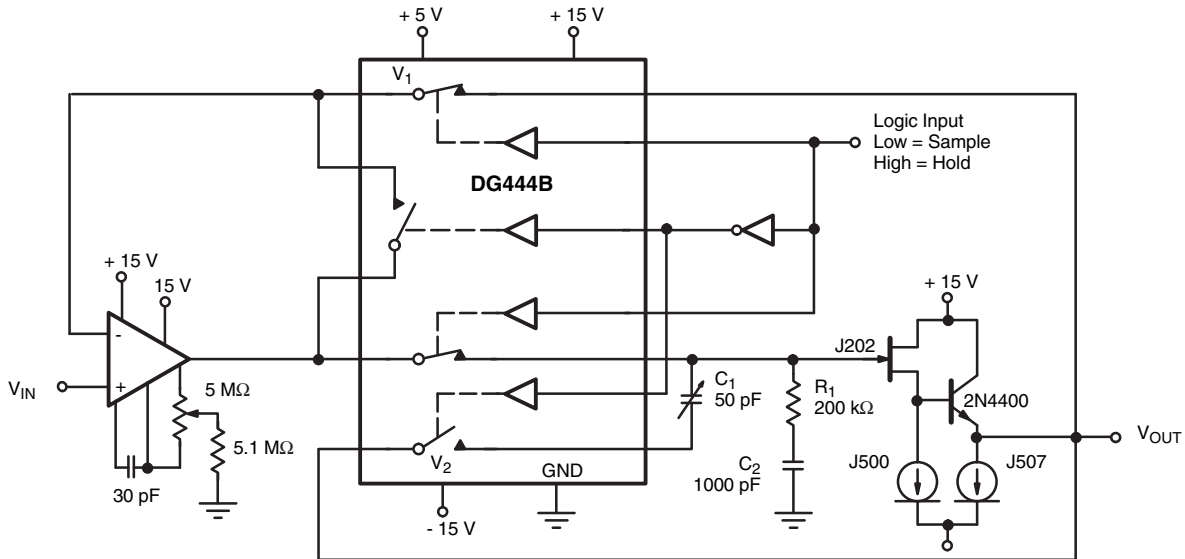 + 5 V
+ 15 V
V1
Logic Input
Low = Sample
High = Hold
DG444B
+ 15 V
15 V
+ 15 V
-
+
VIN
5 MΩ
5.1 MΩ
30 pF
J202
C1
50 pF
R1
200 kΩ
2N4400
VOUT
V2
GND
C2
1000 pF
J500
J507
- 15 V